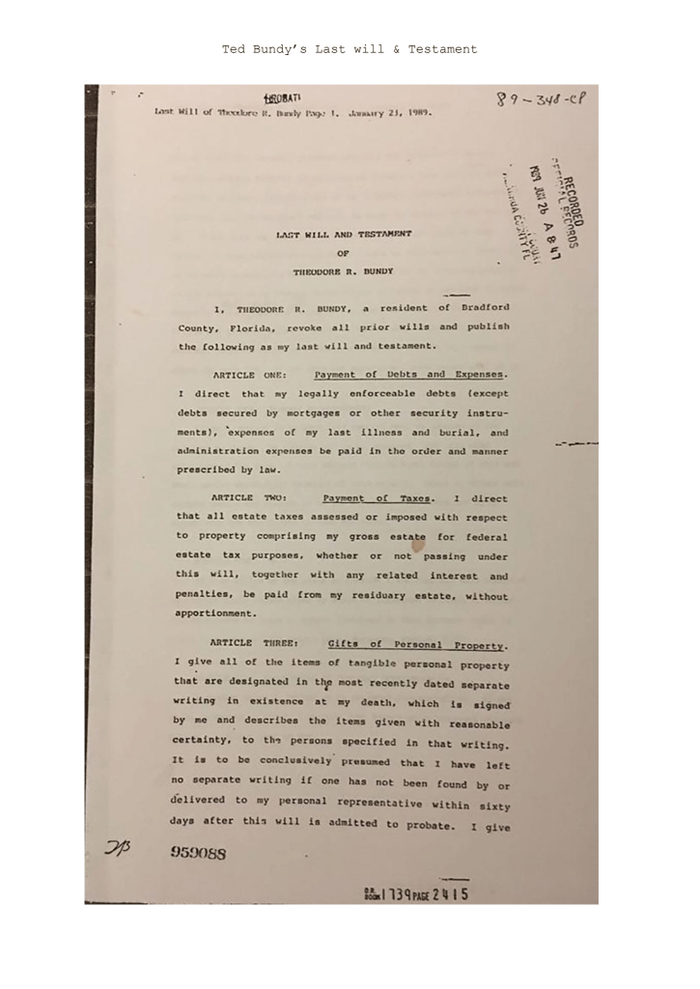 Ted Bundy's Last will & Testament
PROBATE
89-348-CP
Last Will of Theodore R. Bundy Page 1. January 23, 1989.
RECORDED
OFFICIAL RECORDS
1989 JUN 26 A 8 47
COUNTY FL
LAST WILL AND TESTAMENT
OF
THEODORE R. BUNDY
I, THEODORE R. BUNDY, a resident of Bradford
County, Florida, revoke all prior wills and publish
the following as my last will and testament.
ARTICLE ONE: Payment of Debts and Expenses.
I direct that my legally enforceable debts (except
debts secured by mortgages or other security instru-
ments), expenses of my last illness and burial, and
administration expenses be paid in the order and manner
prescribed by law.
ARTICLE TWO: Payment of Taxes. I direct
that all estate taxes assessed or imposed with respect
to property comprising my gross estate for federal
estate tax purposes, whether or not passing under
this will, together with any related interest and
penalties, be paid from my residuary estate, without
apportionment.
ARTICLE THREE: Gifts of Personal Property.
I give all of the items of tangible personal property
that are designated in the most recently dated separate
writing in existence at my death, which is signed
by me and describes the items given with reasonable
certainty, to the persons specified in that writing.
It is to be conclusively presumed that I have left
no separate writing if one has not been found by or
delivered to my personal representative within sixty
days after this will is admitted to probate. I give
959088
O.R.
BOOK 1739 PAGE 2415